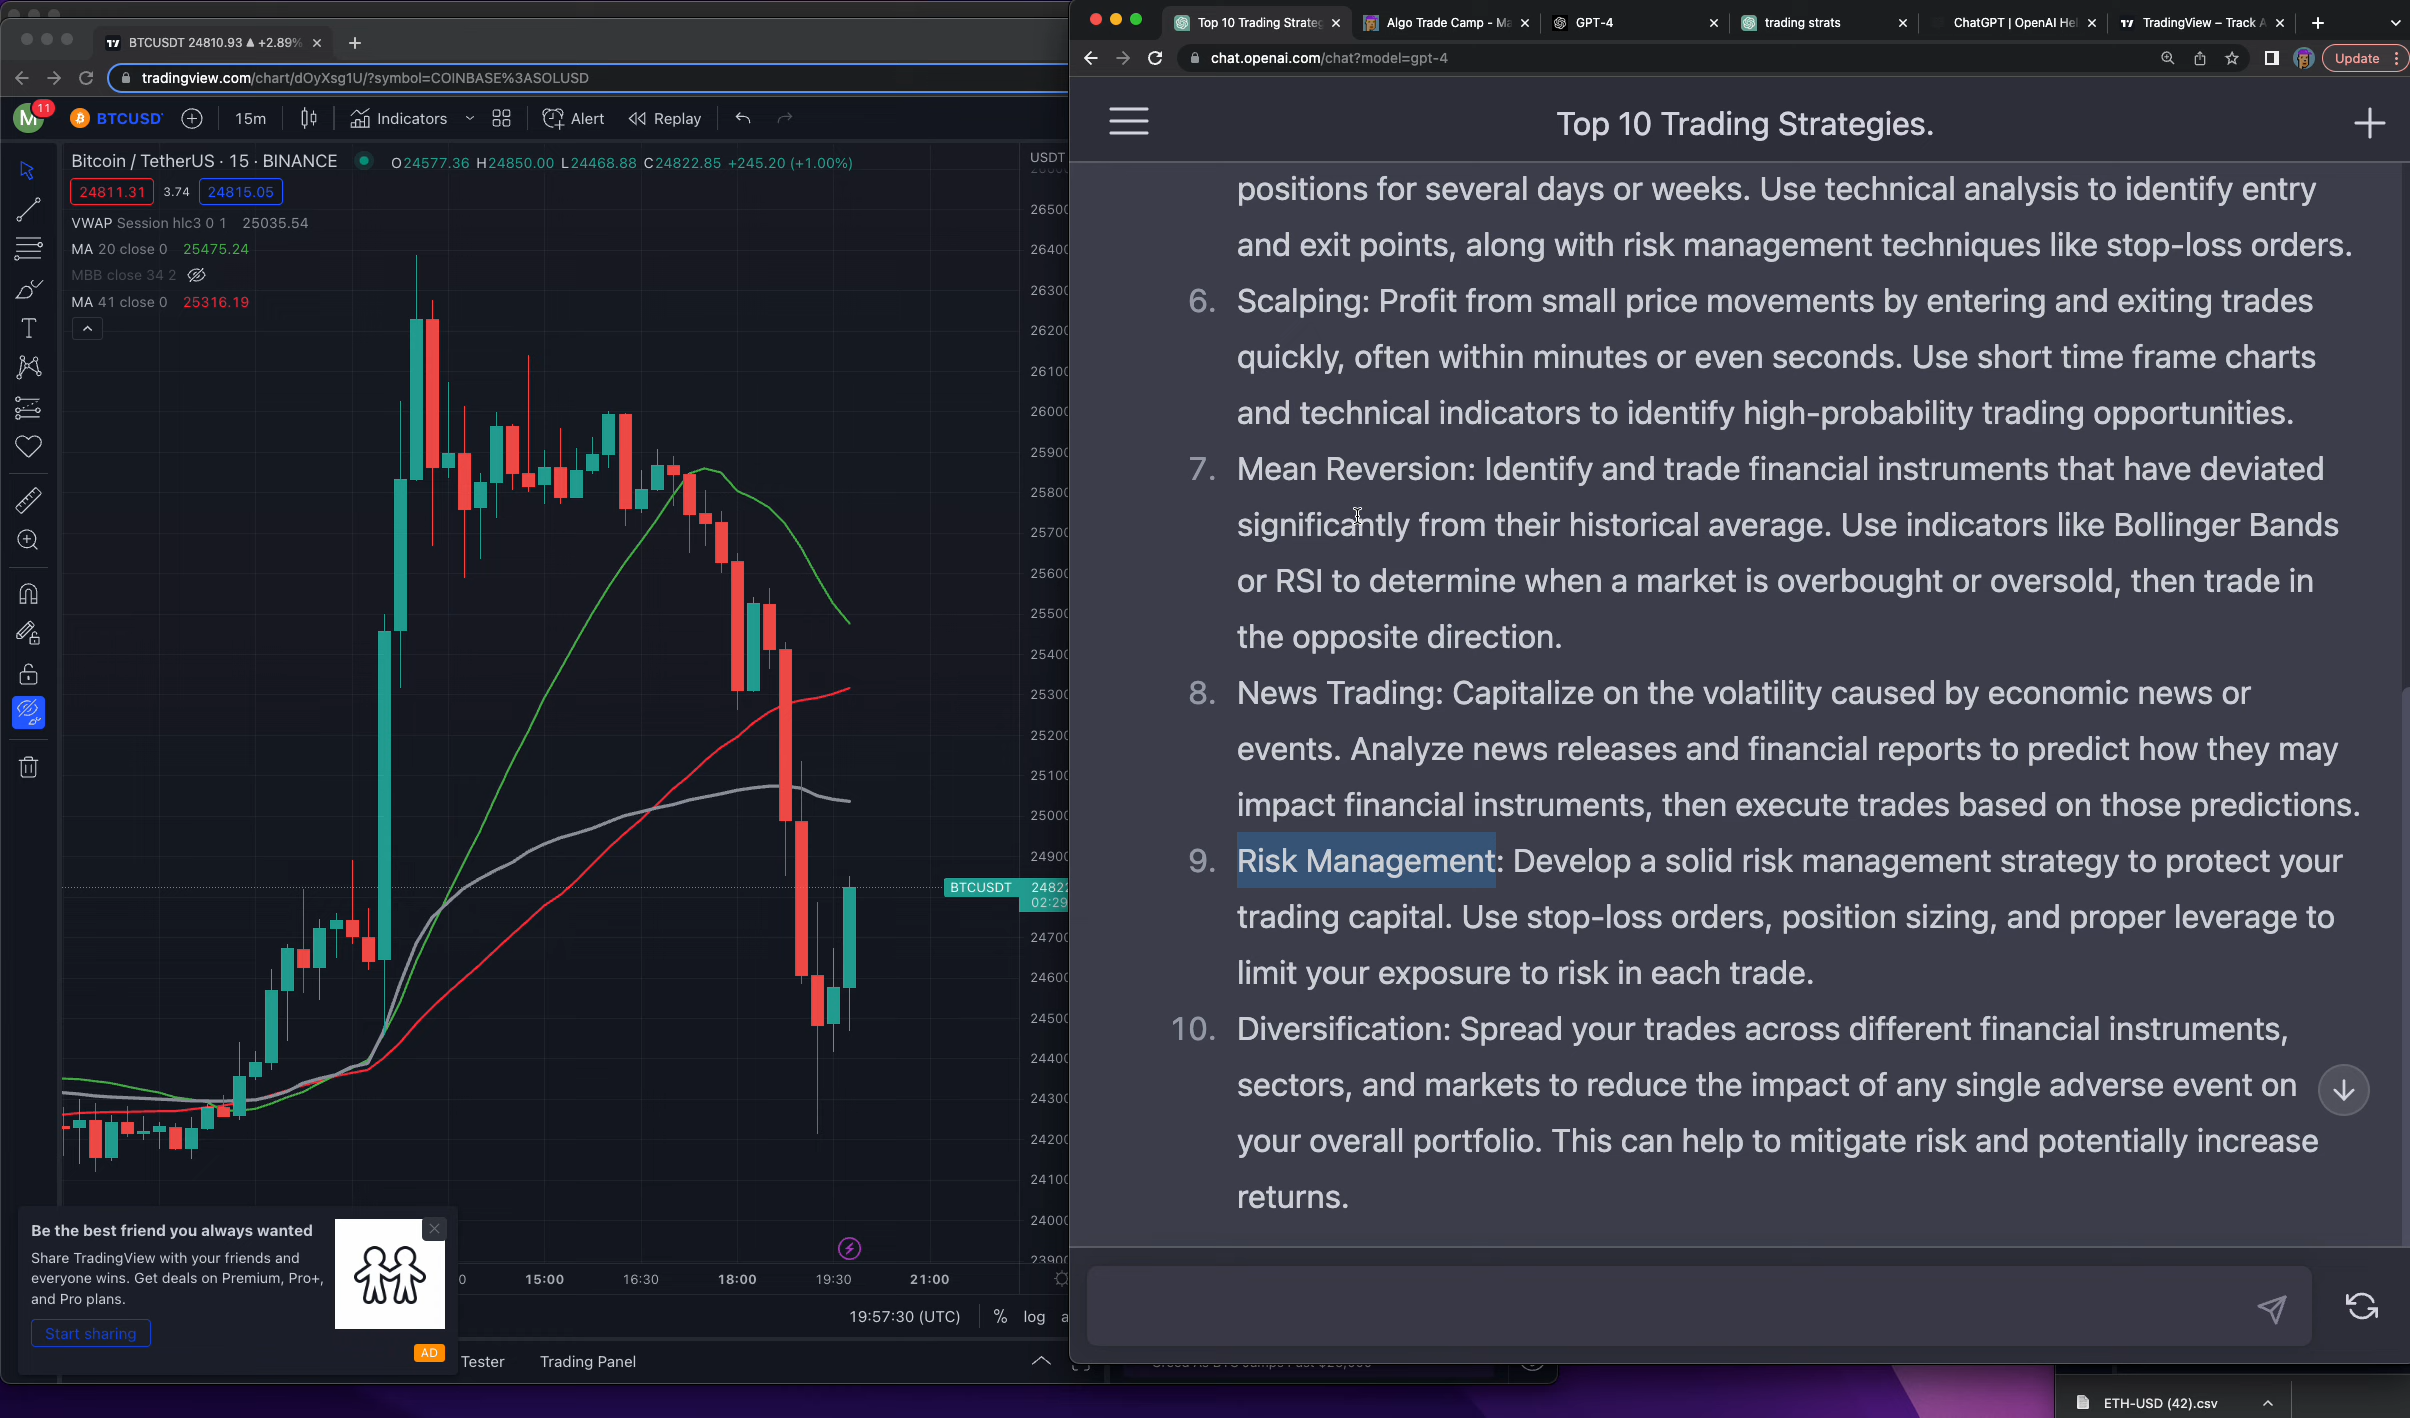 BTCUSDT 24810.93 ▲ +2.89%
tradingview.com/chart/dOyXsg1U/?symbol=COINBASE%3ASOLUSD
M 11 BTCUSD 15m Indicators Alert Replay
Bitcoin / TetherUS · 15 · BINANCE O24577.36 H24850.00 L24468.88 C24822.85 +245.20 (+1.00%)
24811.31 3.74 24815.05
VWAP Session hlc3 0 1 25035.54
MA 20 close 0 25475.24
MBB close 34 2
MA 41 close 0 25316.19
USDT
BTCUSDT
02:29
15:00 16:30 18:00 19:30 21:00
19:57:30 (UTC) % log
Be the best friend you always wanted
Share TradingView with your friends and
everyone wins. Get deals on Premium, Pro+,
and Pro plans.
Start sharing
AD
Tester Trading Panel
Top 10 Trading Strateg Algo Trade Camp - Ma GPT-4 trading strats ChatGPT | OpenAI Hel TradingView – Track A
chat.openai.com/chat?model=gpt-4
Update
Top 10 Trading Strategies.
positions for several days or weeks. Use technical analysis to identify entry
and exit points, along with risk management techniques like stop-loss orders.
6. Scalping: Profit from small price movements by entering and exiting trades
quickly, often within minutes or even seconds. Use short time frame charts
and technical indicators to identify high-probability trading opportunities.
7. Mean Reversion: Identify and trade financial instruments that have deviated
significantly from their historical average. Use indicators like Bollinger Bands
or RSI to determine when a market is overbought or oversold, then trade in
the opposite direction.
8. News Trading: Capitalize on the volatility caused by economic news or
events. Analyze news releases and financial reports to predict how they may
impact financial instruments, then execute trades based on those predictions.
9. Risk Management: Develop a solid risk management strategy to protect your
trading capital. Use stop-loss orders, position sizing, and proper leverage to
limit your exposure to risk in each trade.
10. Diversification: Spread your trades across different financial instruments,
sectors, and markets to reduce the impact of any single adverse event on
your overall portfolio. This can help to mitigate risk and potentially increase
returns.
ETH-USD (42).csv